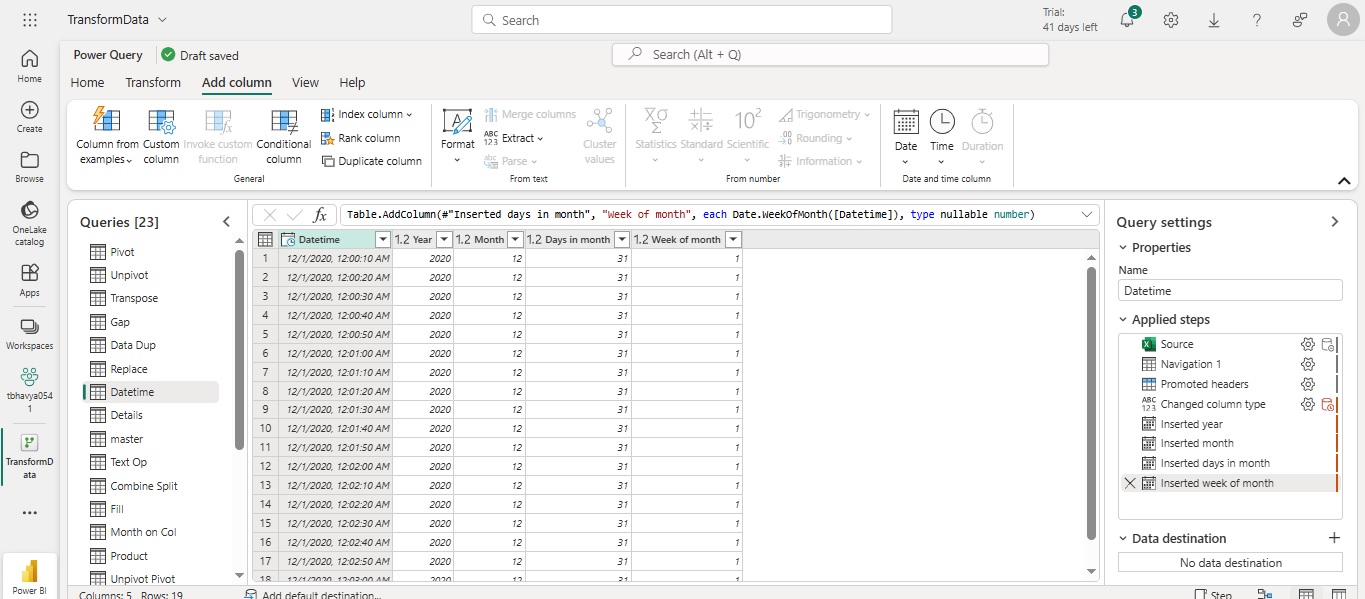 TransformData
Search
Trial:
41 days left
3
Home
Create
Browse
OneLake
catalog
Apps
Workspaces
tbhavya054
1
TransformD
ata
Power BI
Power Query
Draft saved
Search (Alt + Q)
Home Transform Add column View Help
Column from
examples
Custom
column
Invoke custom
function
Conditional
column
Index column
Rank column
Duplicate column
General
Format
Merge columns
ABC
123 Extract
abc Parse
Cluster
values
From text
Statistics
Standard
10² Scientific
Trigonometry
.00 Rounding
Information
From number
Date
Time
Duration
Date and time column
Queries [23]
Pivot
Unpivot
Transpose
Gap
Data Dup
Replace
Datetime
Details
master
Text Op
Combine Split
Fill
Month on Col
Product
Unpivot Pivot
fx Table.AddColumn(#"Inserted days in month", "Week of month", each Date.WeekOfMonth([Datetime]), type nullable number)
Datetime 1.2 Year 1.2 Month 1.2 Days in month 1.2 Week of month
1 12/1/2020, 12:00:10 AM 2020 12 31 1
2 12/1/2020, 12:00:20 AM 2020 12 31 1
3 12/1/2020, 12:00:30 AM 2020 12 31 1
4 12/1/2020, 12:00:40 AM 2020 12 31 1
5 12/1/2020, 12:00:50 AM 2020 12 31 1
6 12/1/2020, 12:01:00 AM 2020 12 31 1
7 12/1/2020, 12:01:10 AM 2020 12 31 1
8 12/1/2020, 12:01:20 AM 2020 12 31 1
9 12/1/2020, 12:01:30 AM 2020 12 31 1
10 12/1/2020, 12:01:40 AM 2020 12 31 1
11 12/1/2020, 12:01:50 AM 2020 12 31 1
12 12/1/2020, 12:02:00 AM 2020 12 31 1
13 12/1/2020, 12:02:10 AM 2020 12 31 1
14 12/1/2020, 12:02:20 AM 2020 12 31 1
15 12/1/2020, 12:02:30 AM 2020 12 31 1
16 12/1/2020, 12:02:40 AM 2020 12 31 1
17 12/1/2020, 12:02:50 AM 2020 12 31 1
18 12/1/2020, 12:03:00 AM 2020 12 31 1
Query settings
Properties
Name
Datetime
Applied steps
Source
Navigation 1
Promoted headers
ABC
123 Changed column type
Inserted year
Inserted month
Inserted days in month
Inserted week of month
Data destination
No data destination
Columns: 5 Rows: 19
Add default destination...
Step